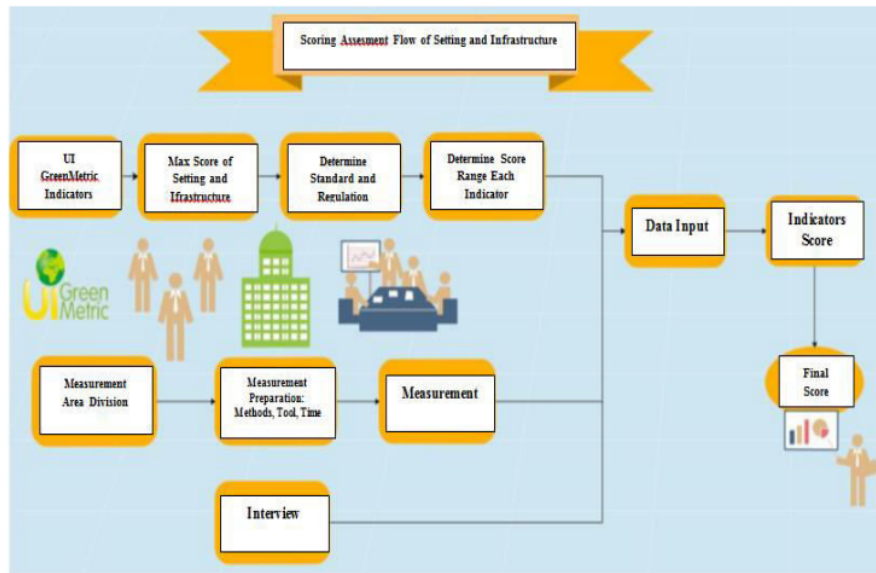 Scoring Assesment Flow of Setting and Infrastructure
UI
GreenMetric
Indicators
Max Score of
Setting and
Ifrastructure
Determine
Standard and
Regulation
Determine Score
Range Each
Indicator
Data Input
Indicators
Score
UI
Green
Metric
Measurement
Area Division
Measurement
Preparation:
Methods, Tool, Time
Measurement
Final
Score
Interview